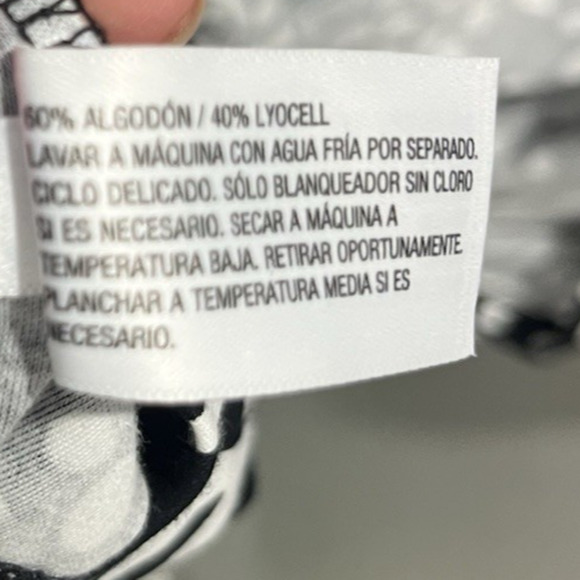 60% ALGODÓN / 40% LYOCELL
LAVAR A MÁQUINA CON AGUA FRÍA POR SEPARADO.
CICLO DELICADO. SÓLO BLANQUEADOR SIN CLORO
SI ES NECESARIO. SECAR A MÁQUINA A
TEMPERATURA BAJA. RETIRAR OPORTUNAMENTE.
PLANCHAR A TEMPERATURA MEDIA SI ES
NECESARIO.